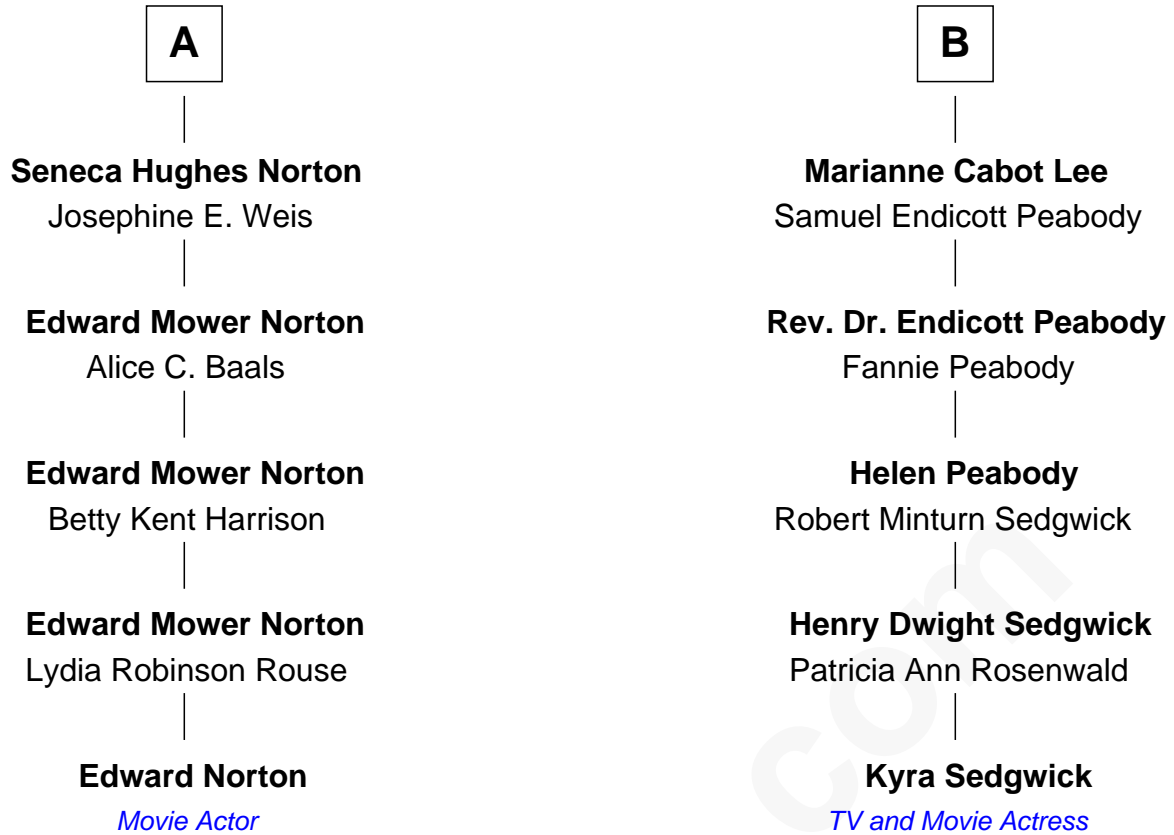 A
Seneca Hughes Norton
Josephine E. Weis
Edward Mower Norton
Alice C. Baals
Edward Mower Norton
Betty Kent Harrison
Edward Mower Norton
Lydia Robinson Rouse
Edward Norton
Movie Actor
B
Marianne Cabot Lee
Samuel Endicott Peabody
Rev. Dr. Endicott Peabody
Fannie Peabody
Helen Peabody
Robert Minturn Sedgwick
Henry Dwight Sedgwick
Patricia Ann Rosenwald
Kyra Sedgwick
TV and Movie Actress
com